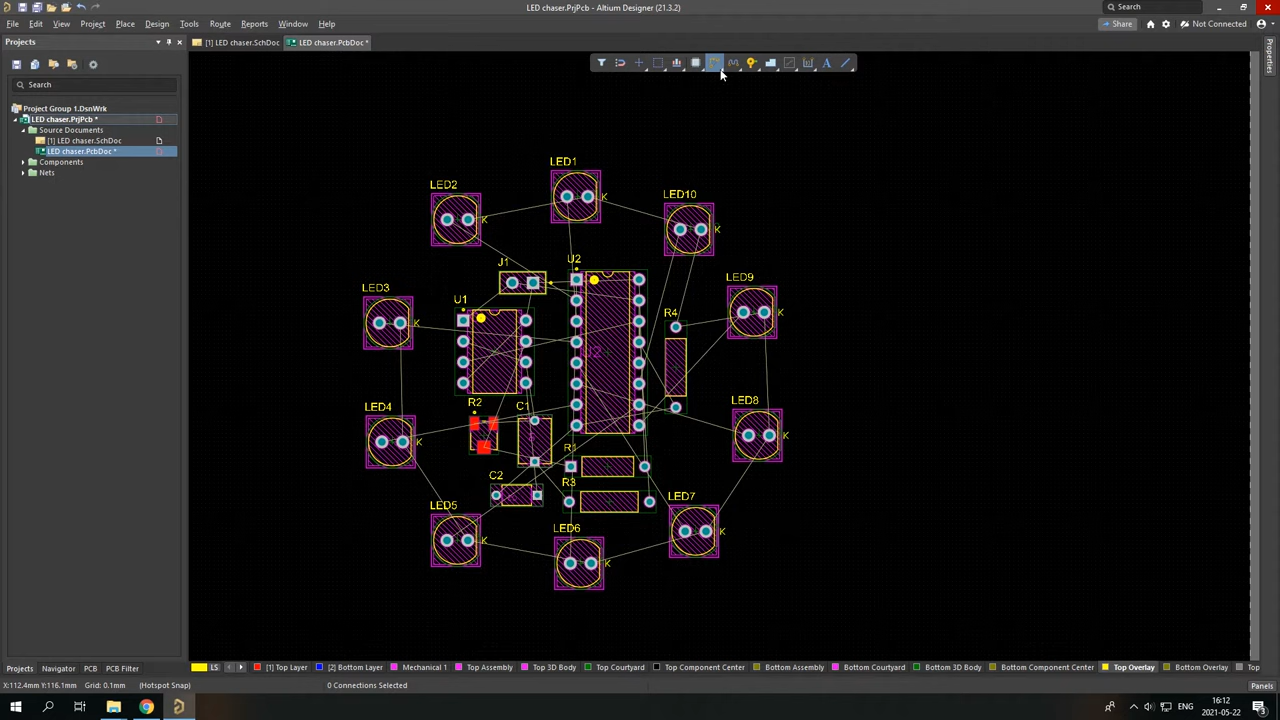 LED chaser.PrjPcb - Altium Designer (21.3.2)
Search
File Edit View Project Place Design Tools Route Reports Window Help
Share
Not Connected
Projects
[1] LED chaser.SchDoc
LED chaser.PcbDoc *
Properties
Search
Project Group 1.DsnWrk
LED chaser.PrjPcb *
Source Documents
[1] LED chaser.SchDoc
LED chaser.PcbDoc *
Components
Nets
LED1
LED2
K
K
LED10
K
J1
U2
LED9
K
LED3
K
U1
R4
U2
LED4
K
R2
C1
LED8
K
R1
C2
R3
LED5
K
LED7
K
LED6
K
Projects Navigator PCB PCB Filter
LS
[1] Top Layer
[2] Bottom Layer
Mechanical 1
Top Assembly
Top 3D Body
Top Courtyard
Top Component Center
Bottom Assembly
Bottom Courtyard
Bottom 3D Body
Bottom Component Center
Top Overlay
Bottom Overlay
Top
X:112.4mm Y:116.1mm Grid: 0.1mm (Hotspot Snap)
0 Connections Selected
Panels
ENG
16:12
2021-05-22